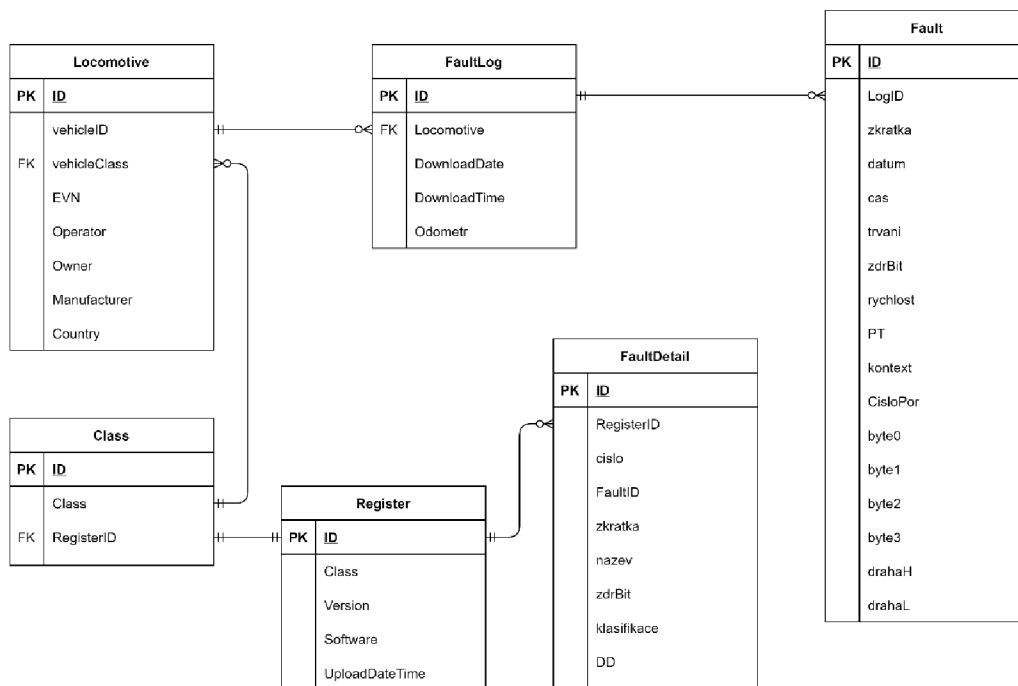 Locomotive
PK ID
vehicleID
FK vehicleClass
EVN
Operator
Owner
Manufacturer
Country
FaultLog
PK ID
FK Locomotive
DownloadDate
DownloadTime
Odometr
Fault
PK ID
LogID
zkratka
datum
cas
trvani
zdrBit
rychlost
PT
kontext
CisloPor
byte0
byte1
byte2
byte3
drahaH
drahaL
Class
PK ID
Class
FK RegisterID
Register
PK ID
Class
Version
Software
UploadDateTime
FaultDetail
PK ID
RegisterID
cislo
FaultID
zkratka
nazev
zdrBit
klasifikace
DD